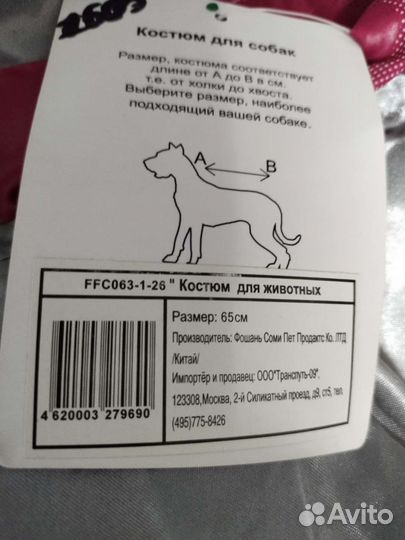 Костюм для собак
Размер, костюма соответствует
длине от А до В в см.
т.е. от холки до хвоста.
Выберите размер, наиболее
подходящий вашей собаке.
A B
FFC063-1-26 " Костюм для животных
Размер: 65см
Производитель: Фошань Соми Пет Продактс Ко. ЛТД
/Китай/
Импортёр и продавец: ООО"Транспуть-09".
123308,Москва, 2-й Силикатный проезд, д9, ст5, тел.
(495)775-8426
4 620003 279690
Avito